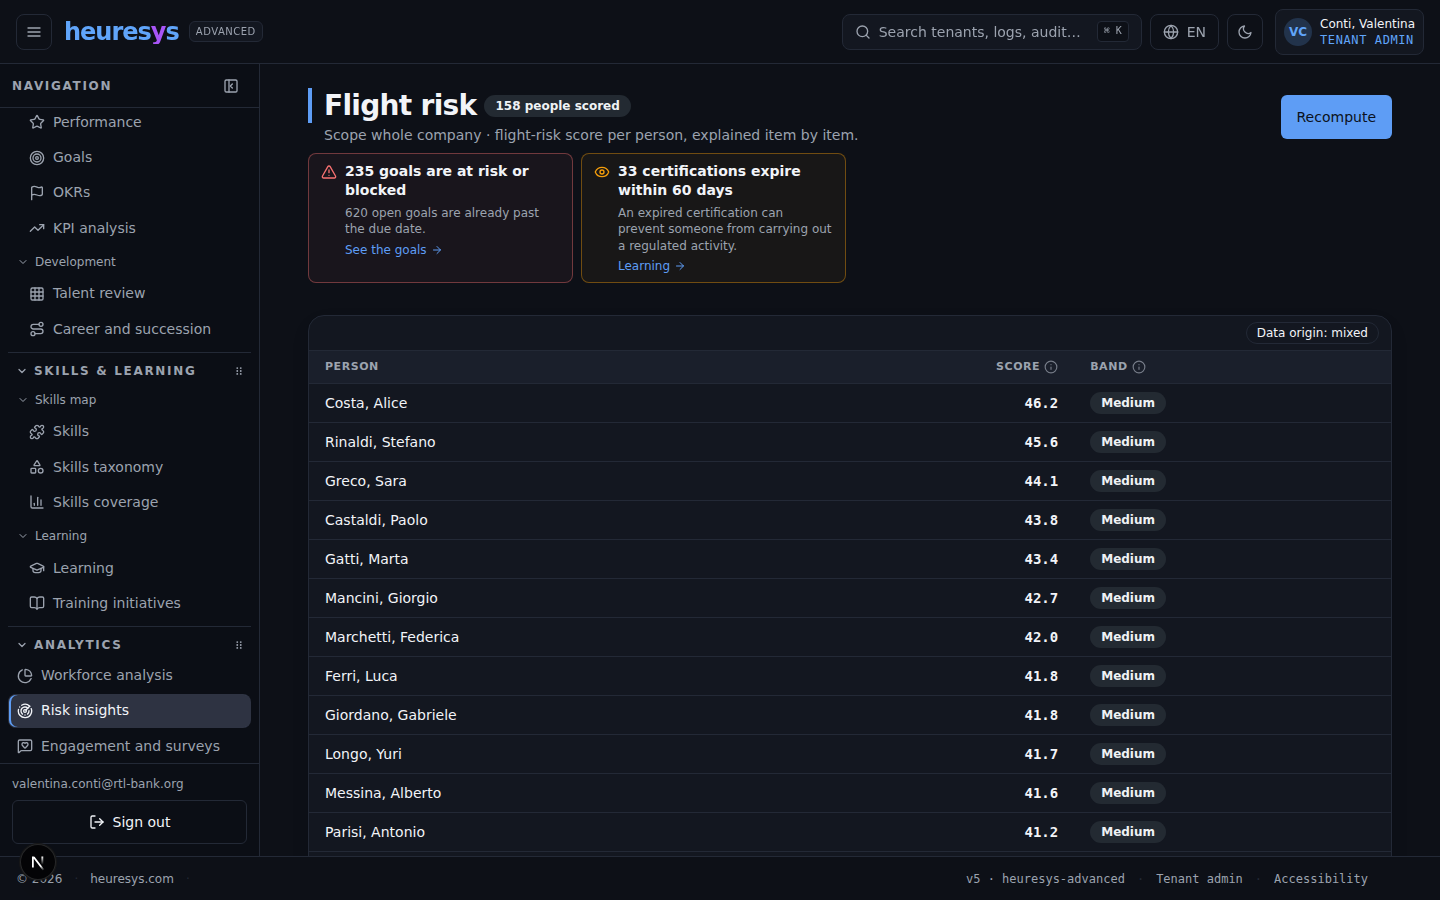 heuresys ADVANCED
Search tenants, logs, audit... ⌘ K
EN
VC
Conti, Valentina
TENANT ADMIN
NAVIGATION
Performance
Goals
OKRs
KPI analysis
Development
Talent review
Career and succession
SKILLS & LEARNING
Skills map
Skills
Skills taxonomy
Skills coverage
Learning
Learning
Training initiatives
ANALYTICS
Workforce analysis
Risk insights
Engagement and surveys
valentina.conti@rtl-bank.org
Sign out
Flight risk 158 people scored
Scope whole company · flight-risk score per person, explained item by item.
Recompute
235 goals are at risk or
blocked
620 open goals are already past
the due date.
See the goals →
33 certifications expire
within 60 days
An expired certification can
prevent someone from carrying out
a regulated activity.
Learning →
Data origin: mixed
PERSON SCORE BAND
Costa, Alice 46.2 Medium
Rinaldi, Stefano 45.6 Medium
Greco, Sara 44.1 Medium
Castaldi, Paolo 43.8 Medium
Gatti, Marta 43.4 Medium
Mancini, Giorgio 42.7 Medium
Marchetti, Federica 42.0 Medium
Ferri, Luca 41.8 Medium
Giordano, Gabriele 41.8 Medium
Longo, Yuri 41.7 Medium
Messina, Alberto 41.6 Medium
Parisi, Antonio 41.2 Medium
N
© 26 · heuresys.com ·
v5 · heuresys-advanced · Tenant admin · Accessibility